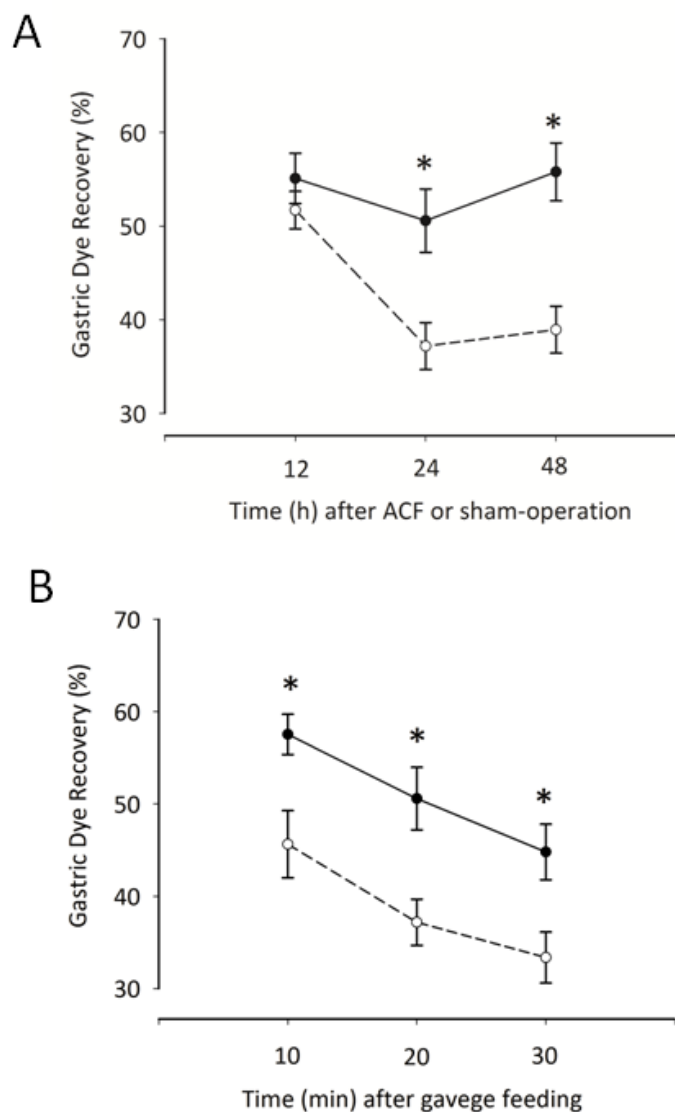 A
70
60
50
40
30
Gastric Dye Recovery (%)
*
*
12 24 48
Time (h) after ACF or sham-operation
B
70
60
50
40
30
Gastric Dye Recovery (%)
*
*
*
10 20 30
Time (min) after gavege feeding